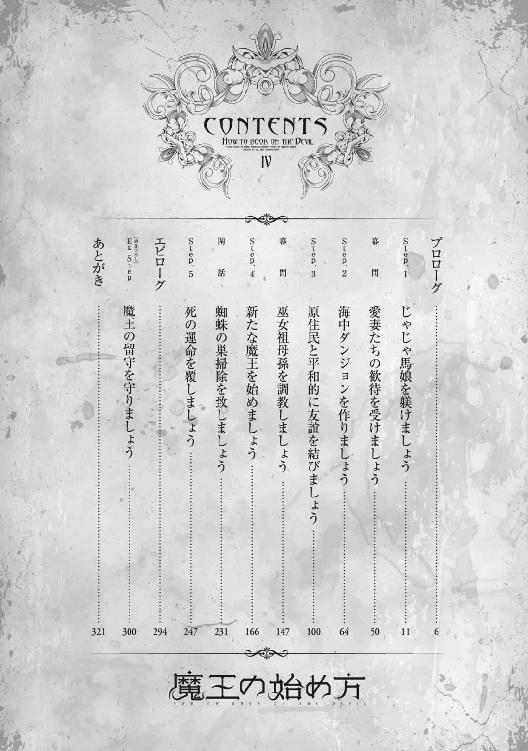 CONTENTS
HOW TO BOOK ON THE DEVIL
IV
プロローグ 6
Step.1 じゃじゃ馬娘を躾けましょう 11
幕間 愛妻たちの歓待を受けましょう 50
Step.2 海中ダンジョンを作りましょう 64
Step.3 原住民と平和的に友誼を結びましょう 100
幕間 巫女祖母孫を調教しましょう 147
Step.4 新たな魔王を始めましょう 166
閑話 蜘蛛の巣掃除を致しましょう 231
Step.5 死の運命を覆しましょう 247
エピローグ 294
Ex Step 魔王の留守を守りましょう 300
あとがき 321
魔王の始め方
HOW TO BOOK ON THE DEVIL